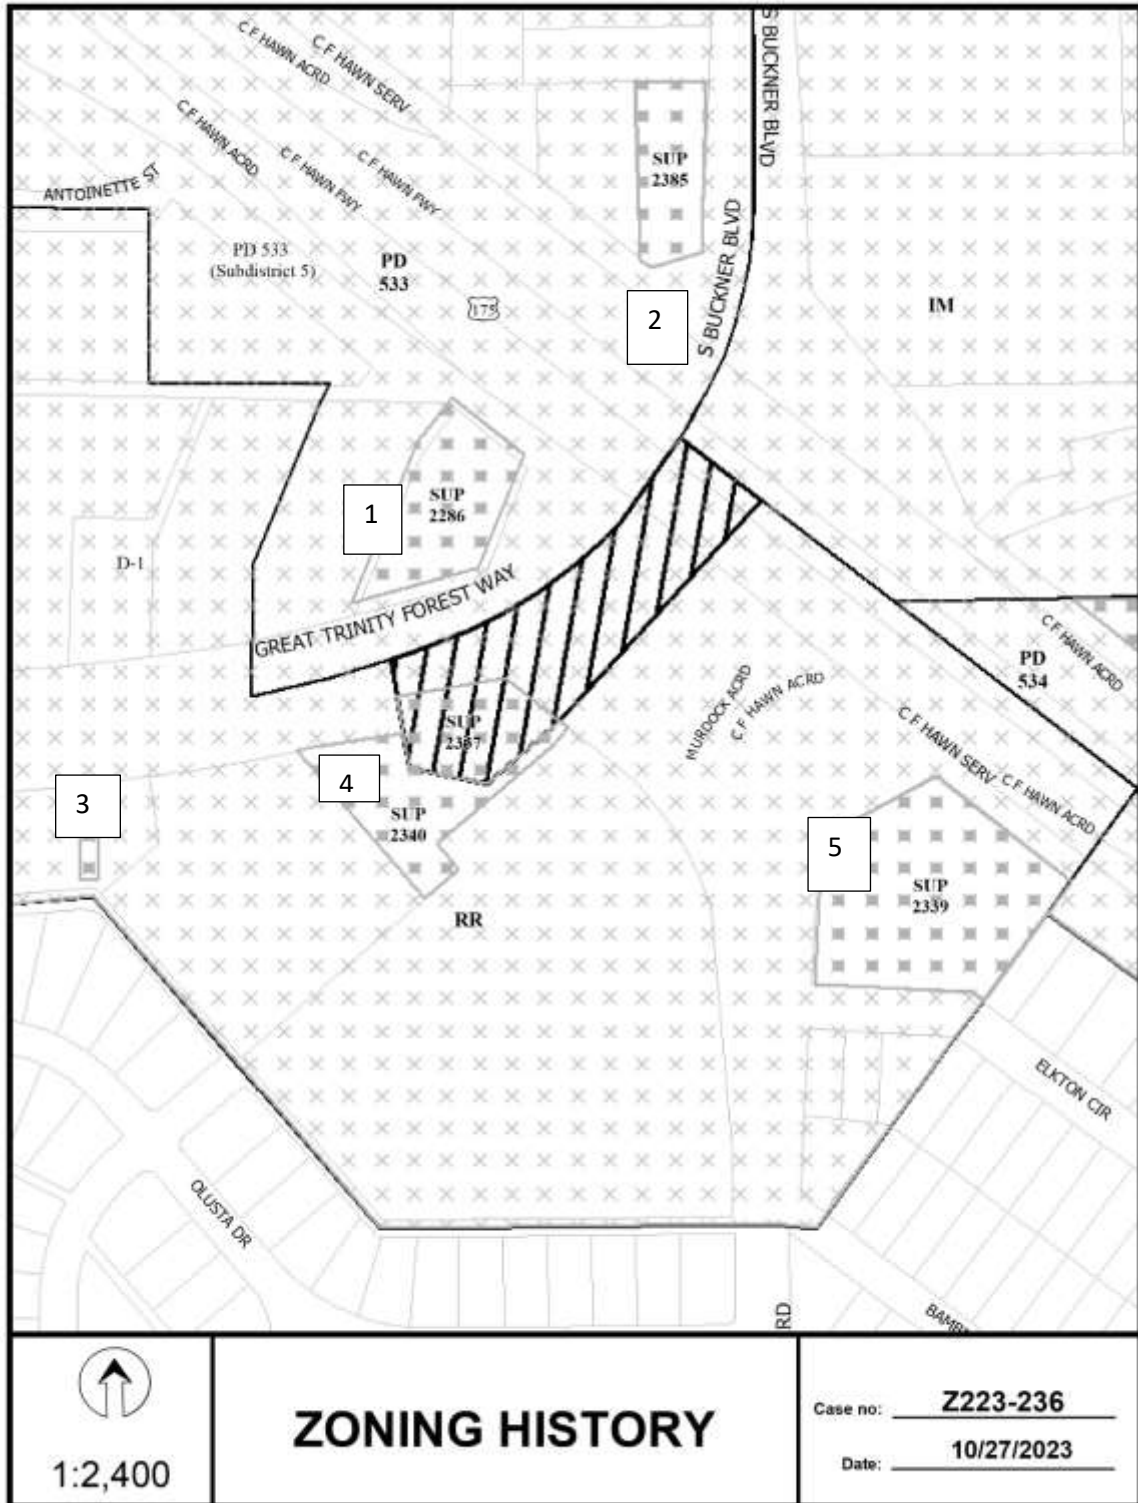 C F HAWN SERV
C F HAWN ACRD
S BUCKNER BLVD
C F HAWN ACRD
C F HAWN FWY
C F HAWN FWY
ANTOINETTE ST
SUP
2385
PD 533
(Subdistrict 5)
PD
533
175
2
S BUCKNER BLVD
IM
1
SUP
2286
D-1
GREAT TRINITY FOREST WAY
C F HAWN ACRD
PD
534
MURDOCK ACRD
C F HAWN ACRD
SUP
C F HAWN SERV
C F HAWN ACRD
3
4
SUP
2340
5
SUP
2339
RR
ELKTON CIR
OLUSTA DR
RD
1:2,400
ZONING HISTORY
Case no: Z223-236
Date: 10/27/2023